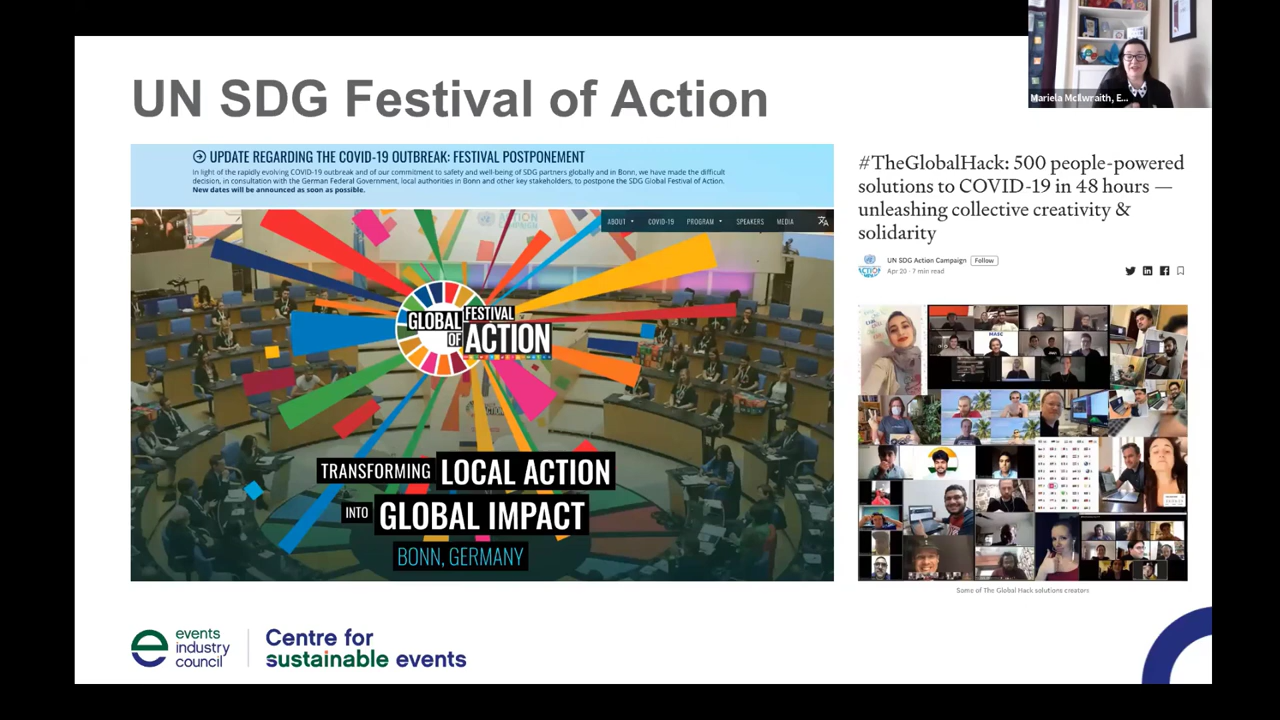 UN SDG Festival of Action
Mariela McIlwraith, E...
UPDATE REGARDING THE COVID-19 OUTBREAK: FESTIVAL POSTPONEMENT
In light of the rapidly evolving COVID-19 outbreak and of our commitment to safety and well-being of SDG partners globally and in Bonn, we have made the difficult
decision, in consultation with the German Federal Government, local authorities in Bonn and other key stakeholders, to postpone the SDG Global Festival of Action.
New dates will be announced as soon as possible.
ABOUT COVID-19 PROGRAM SPEAKERS MEDIA
GLOBAL FESTIVAL
OF ACTION
TRANSFORMING LOCAL ACTION
INTO GLOBAL IMPACT
BONN, GERMANY
#TheGlobalHack: 500 people-powered
solutions to COVID-19 in 48 hours —
unleashing collective creativity &
solidarity
UN SDG Action Campaign Follow
Apr 20 · 7 min read
Some of The Global Hack solutions creators
events
industry
council
Centre for
sustainable events